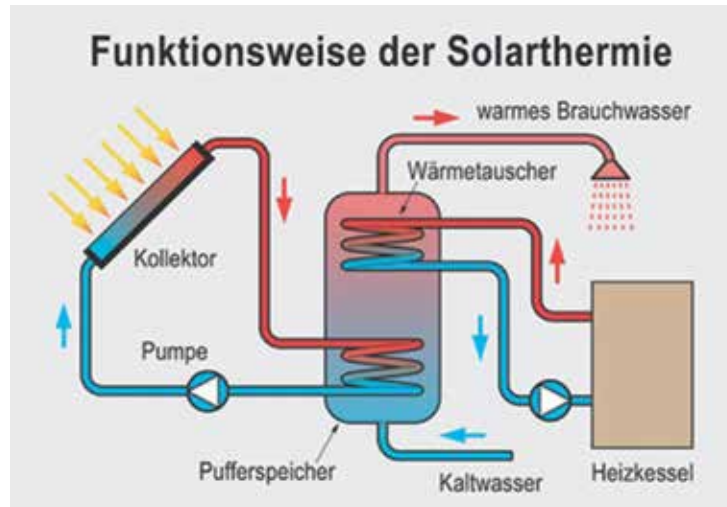 Funktionsweise der Solarthermie
warmes Brauchwasser
Wärmetauscher
Kollektor
Pumpe
Pufferspeicher
Kaltwasser
Heizkessel